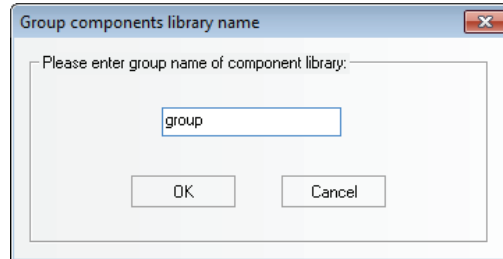 Group components library name
Please enter group name of component library:
group
OK
Cancel